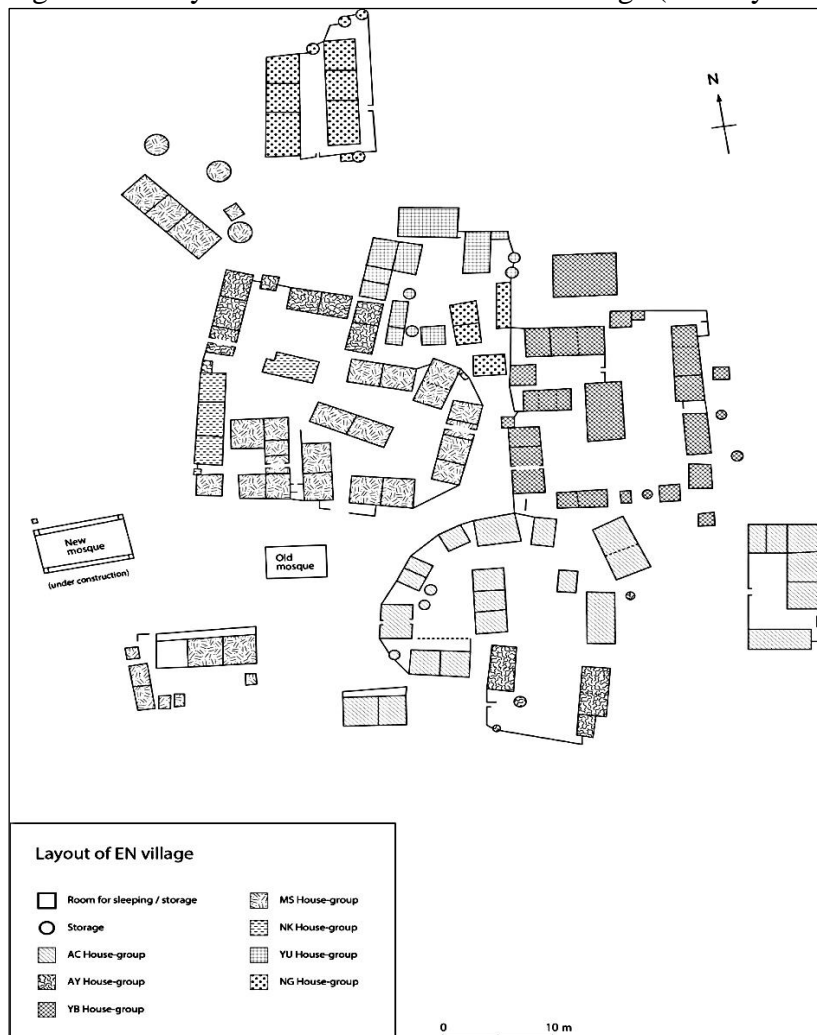 N
New
mosque
(under construction)
Old
mosque
Layout of EN village
Room for sleeping / storage
Storage
AC House-group
AY House-group
YB House-group
MS House-group
NK House-group
YU House-group
NG House-group
0 10 m